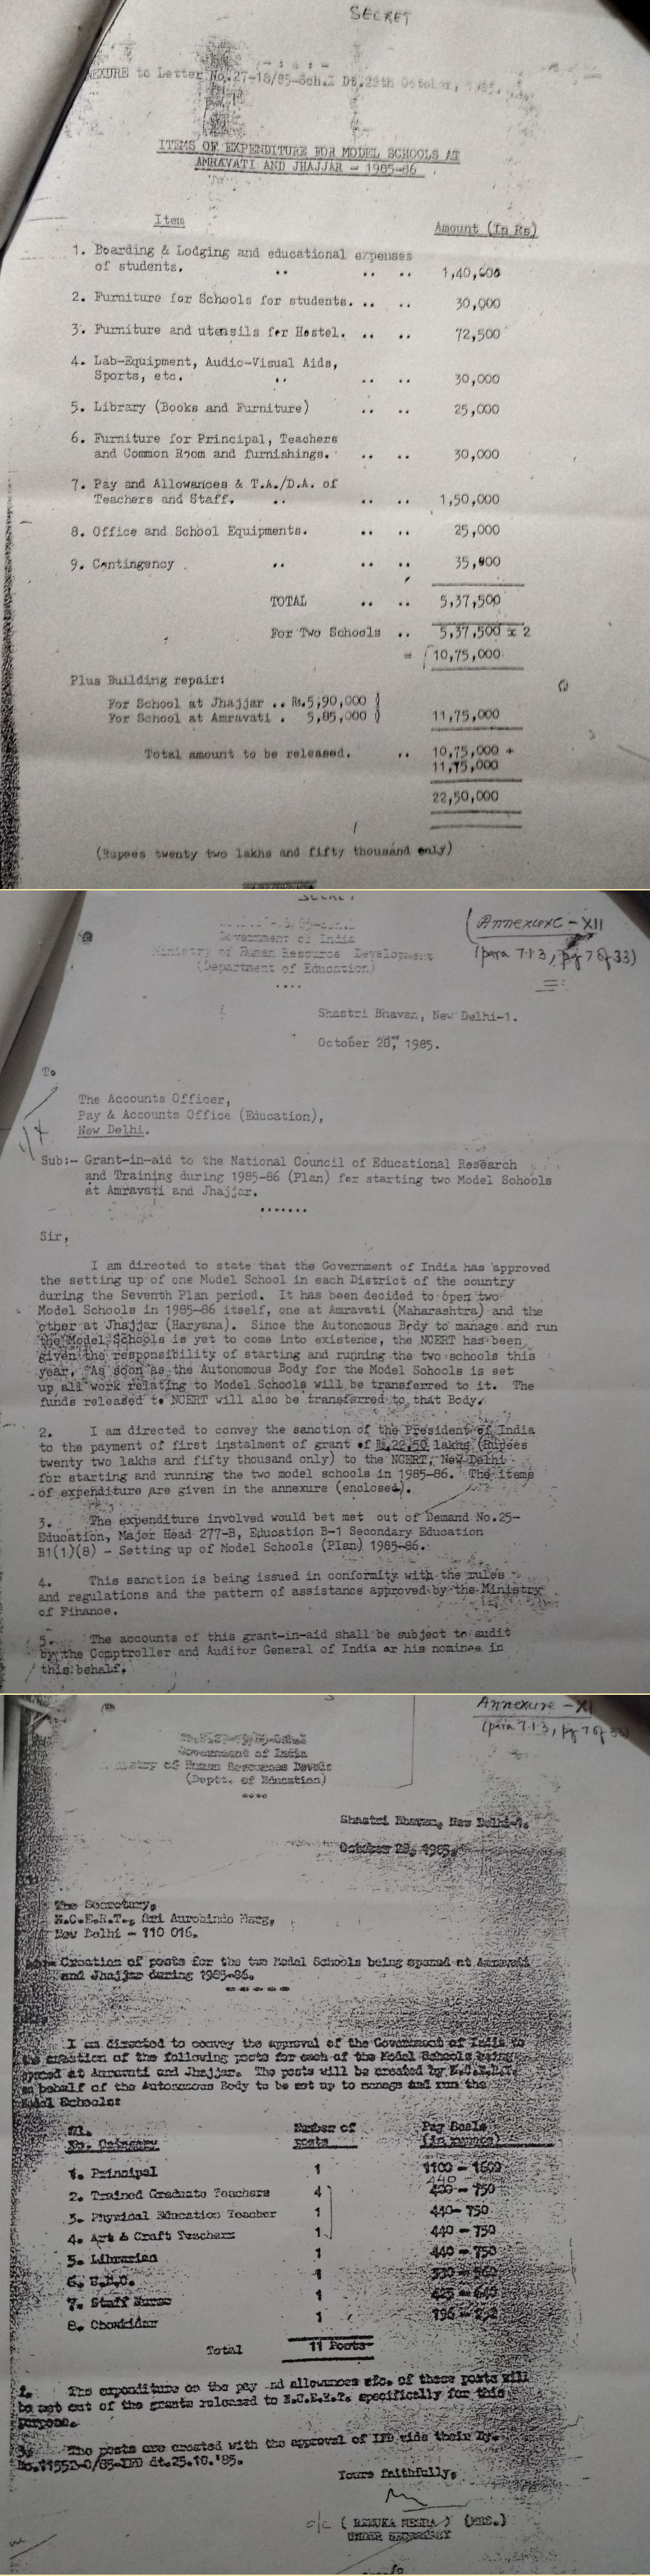 SECRET
- : 4 : -
ANNEXURE to Letter No.27-18/85-Sch.I Dt.28th October, 1985.
ITEMS OF EXPENDITURE FOR MODEL SCHOOLS AT
AMRAVATI AND JHAJJAR - 1985-86
Item Amount (In Rs)
1. Boarding & Lodging and educational expenses
of students. .. .. .. 1,40,000
2. Furniture for Schools for students. .. .. 30,000
3. Furniture and utensils for Hostel. .. .. 72,500
4. Lab-Equipment, Audio-Visual Aids,
Sports, etc. .. .. .. 30,000
5. Library (Books and Furniture) .. .. 25,000
6. Furniture for Principal, Teachers
and Common Room and furnishings. .. .. 30,000
7. Pay and Allowances & T.A./D.A. of
Teachers and Staff. .. .. .. 1,50,000
8. Office and School Equipments. .. .. 25,000
9. Contingency .. .. .. 35,000
TOTAL .. .. 5,37,500
For Two Schools .. 5,37,500 x 2
= 10,75,000
Plus Building repair:
For School at Jhajjar .. Rs.5,90,000 )
For School at Amravati . 5,85,000 ) 11,75,000
Total amount to be released. .. 10,75,000 +
11,75,000
22,50,000
(Rupees twenty two lakhs and fifty thousand only)
SECRET
Government of India
Ministry of Human Resource Development
(Department of Education)
....
(Annexure - XII
(para 7.1.3, pg 7 of 33)
Shastri Bhavan, New Delhi-1.
October 28, 1985.
To
The Accounts Officer,
Pay & Accounts Office (Education),
New Delhi.
Sub:- Grant-in-aid to the National Council of Educational Research
and Training during 1985-86 (Plan) for starting two Model Schools
at Amravati and Jhajjar.
.......
Sir,
I am directed to state that the Government of India has approved
the setting up of one Model School in each District of the country
during the Seventh Plan period. It has been decided to open two
Model Schools in 1985-86 itself, one at Amravati (Maharashtra) and the
other at Jhajjar (Haryana). Since the Autonomous Body to manage and run
the Model Schools is yet to come into existence, the NCERT has been
given the responsibility of starting and running the two schools this
year. As soon as the Autonomous Body for the Model Schools is set
up all work relating to Model Schools will be transferred to it. The
funds released to NCERT will also be transferred to that Body.
2. I am directed to convey the sanction of the President of India
to the payment of first instalment of grant of Rs.22.50 lakhs (Rupees
twenty two lakhs and fifty thousand only) to the NCERT, New Delhi
for starting and running the two model schools in 1985-86. The items
of expenditure are given in the annexure (enclosed).
3. The expenditure involved would bet met out of Demand No.25-
Education, Major Head 277-B, Education B-1 Secondary Education
B1(1)(8) - Setting up of Model Schools (Plan) 1985-86.
4. This sanction is being issued in conformity with the rules
and regulations and the pattern of assistance approved by the Ministry
of Finance.
5. The accounts of this grant-in-aid shall be subject to audit
by the Comptroller and Auditor General of India or his nominee in
this behalf.
Annexure - XI
(para 7.1.3, pg 7 of 33)
Government of India
Ministry of Human Resources Devels
(Deptt. of Education)
....
Shastri Bhavan, New Delhi-1.
October 28, 1985.
The Secretary,
N.C.E.R.T., Sri Aurobindo Marg,
New Delhi - 110 016.
Creation of posts for the two Model Schools being opened at Amravati
and Jhajjar during 1985-86.
I am directed to convey the approval of the Government of India to
the creation of the following posts for each of the Model Schools being
opened at Amravati and Jhajjar. The posts will be created by N.C.E.R.T.
on behalf of the Autonomous Body to be set up to manage and run the
Model Schools:
Sl. Number of Pay Scale
No. Category posts (in rupees)
1. Principal 1 1100 - 1600
440
2. Trained Graduate Teachers 4 - 750
3. Physical Education Teacher 1 440- 750
4. Art & Craft Teachers 1 440 - 750
5. Librarian 1 440 - 750
6. U.D.C. 1
7. Staff Nurse 1
8. Chowkidar 1 196 - 232
Total 11 Posts
The expenditure on the pay and allowances etc. of these posts will
be met out of the grants released to N.C.E.R.T. specifically for this
purpose.
The posts are created with the approval of IFD vide their Dy.
No.11552-0/85-IFD dt.25.10.'85.
Yours faithfully,
o/c ( RENUKA MEHRA ) (MRS.)
UNDER SECRETARY